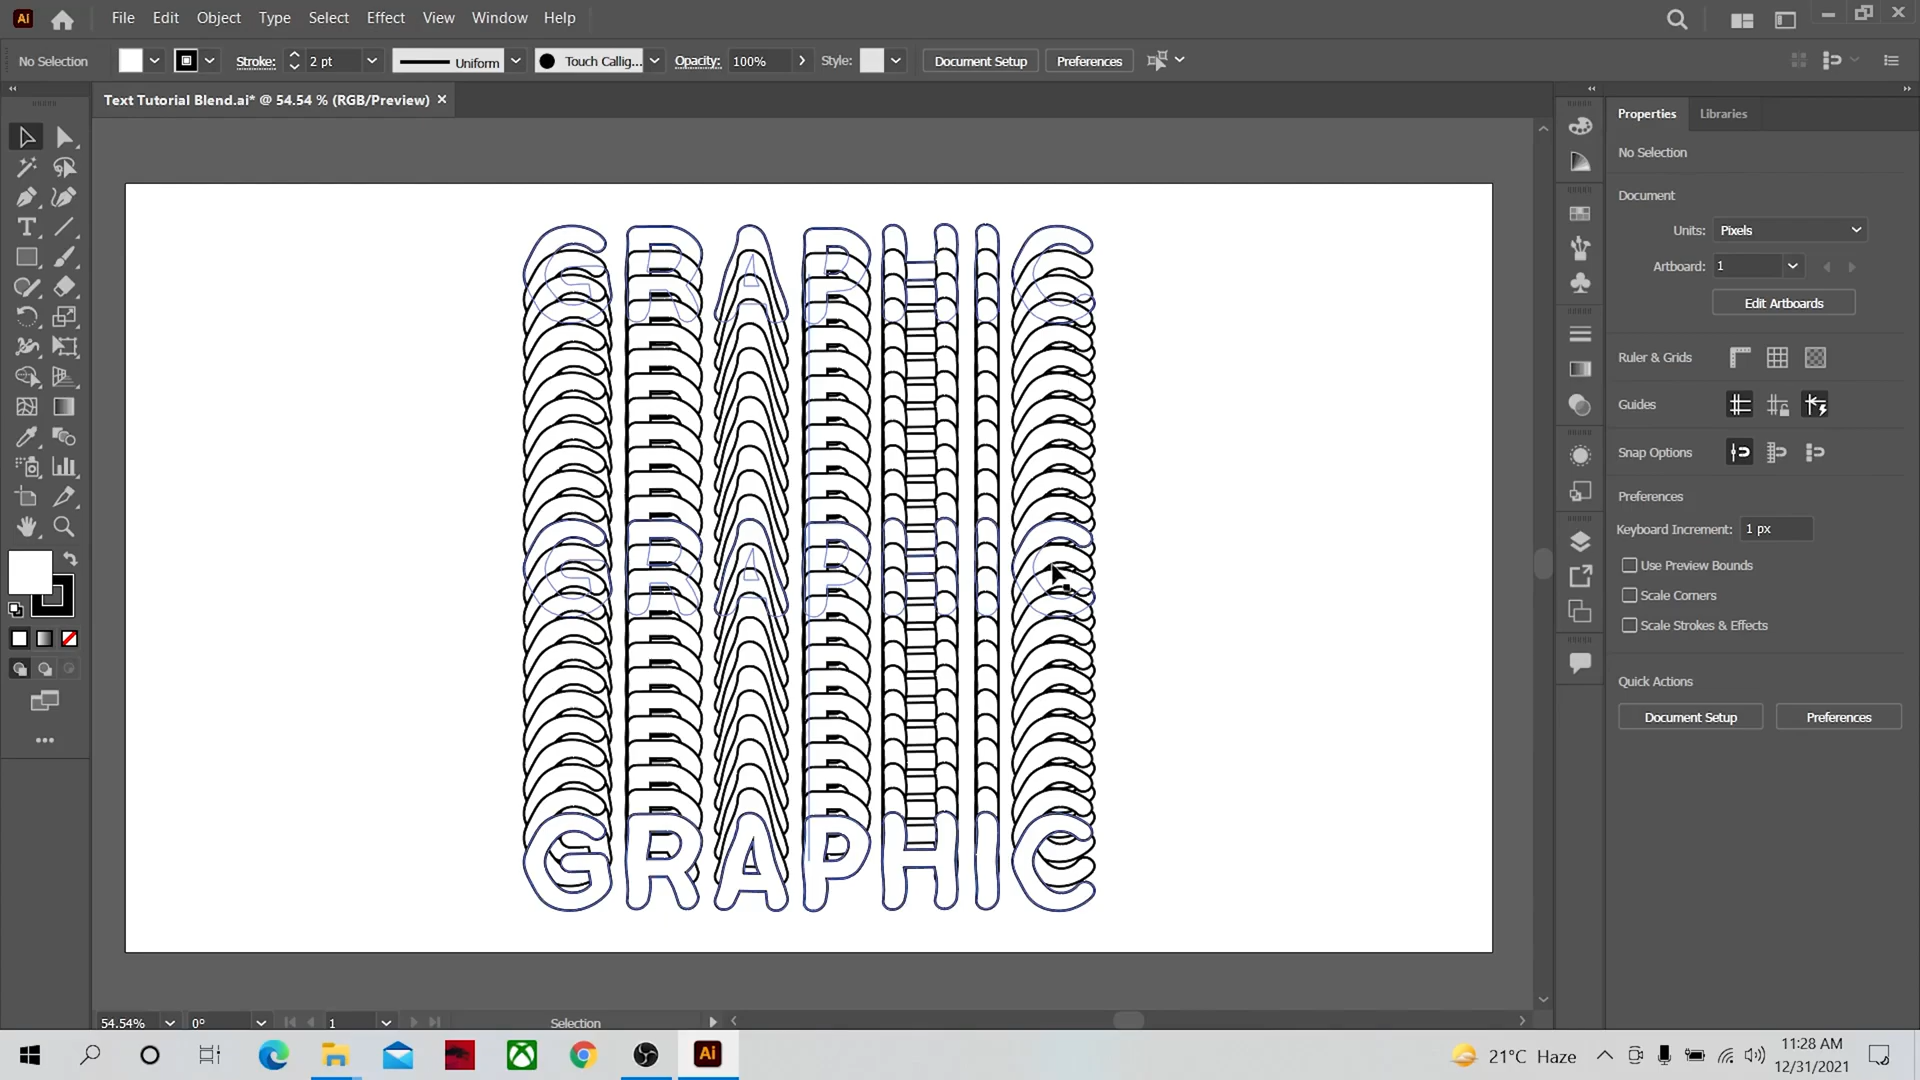 Ai
File Edit Object Type Select Effect View Window Help
No Selection Stroke: 2 pt Uniform Touch Callig... Opacity: 100% Style: Document Setup Preferences
Text Tutorial Blend.ai* @ 54.54 % (RGB/Preview) ×
Properties Libraries
No Selection
Document
Units: Pixels
Artboard: 1
Edit Artboards
Ruler & Grids
Guides
Snap Options
Preferences
Keyboard Increment: 1 px
Use Preview Bounds
Scale Corners
Scale Strokes & Effects
Quick Actions
Document Setup Preferences
GRAPHIC
GRAPHIC
GRAPHIC
54.54% 0° 1 Selection
Ai
21°C Haze
11:28 AM
12/31/2021